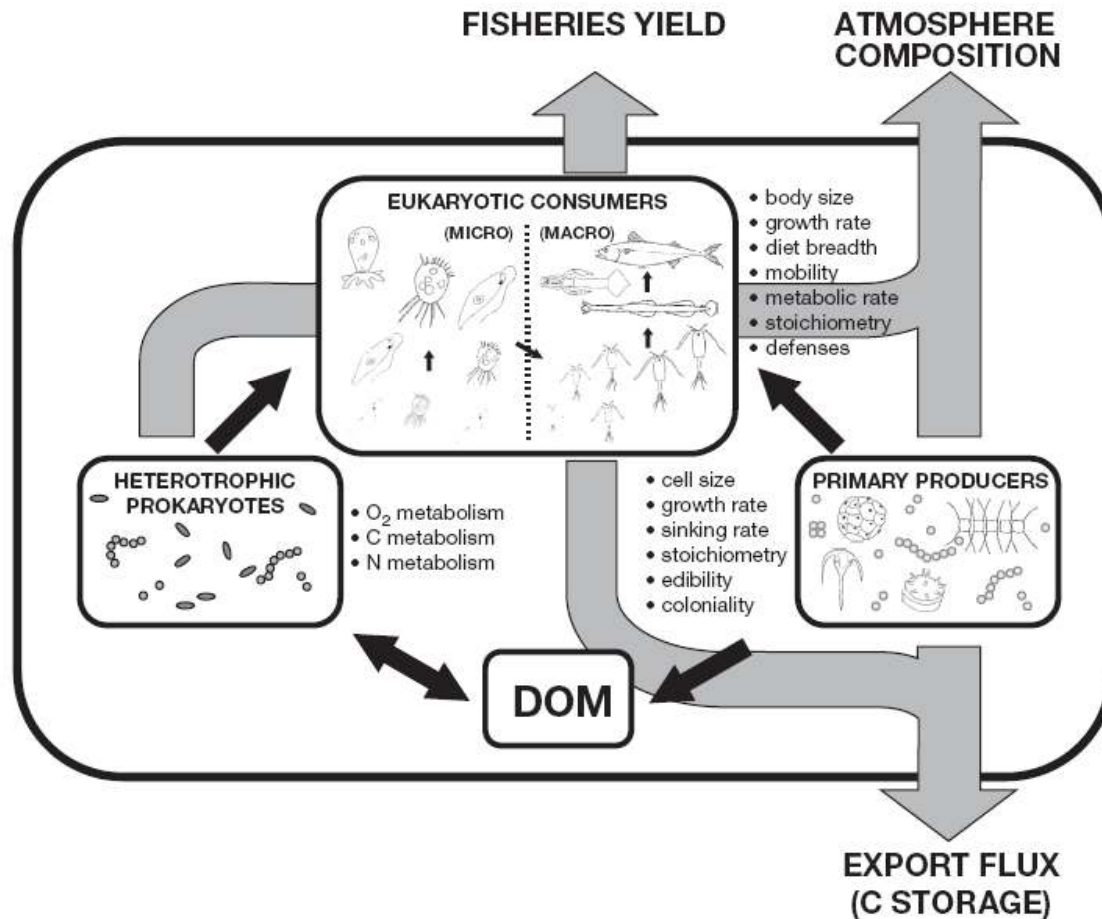 FISHERIES YIELD
ATMOSPHERE
COMPOSITION
EUKARYOTIC CONSUMERS
(MICRO)
(MACRO)
• body size
• growth rate
• diet breadth
• mobility
• metabolic rate
• stoichiometry
• defenses
HETEROTROPHIC
PROKARYOTES
• O₂ metabolism
• C metabolism
• N metabolism
• cell size
• growth rate
• sinking rate
• stoichiometry
• edibility
• coloniality
PRIMARY PRODUCERS
DOM
EXPORT FLUX
(C STORAGE)